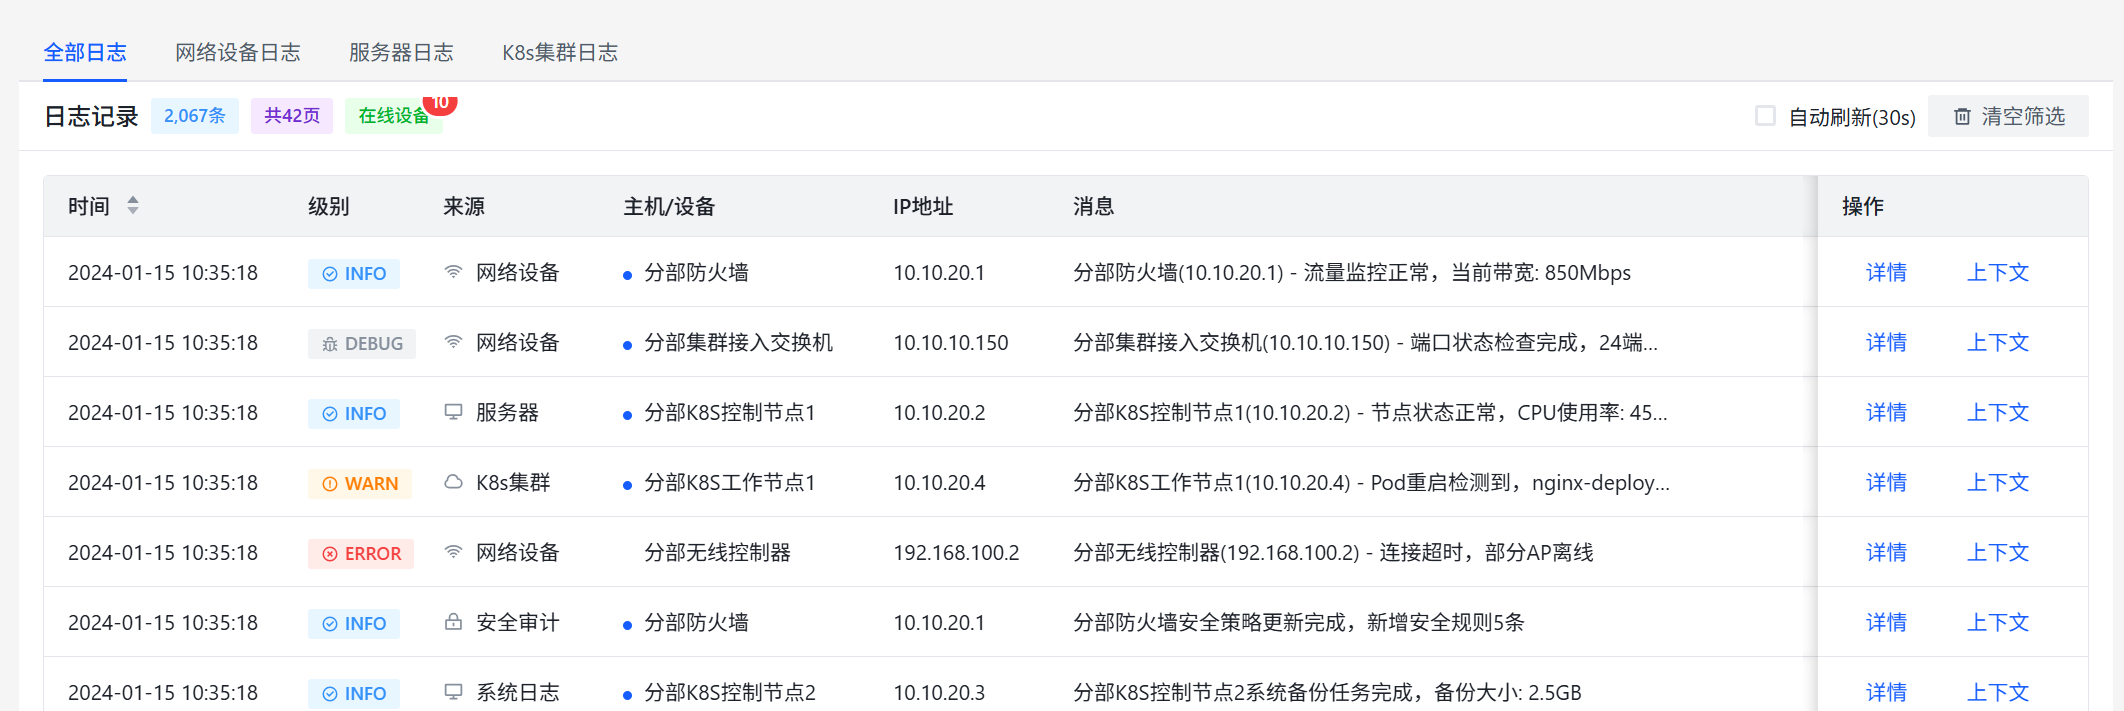 全部日志 网络设备日志 服务器日志 K8s集群日志
日志记录 2,067条 共42页 在线设备 10 自动刷新(30s) 清空筛选
时间 级别 来源 主机/设备 IP地址 消息 操作
2024-01-15 10:35:18 INFO 网络设备 分部防火墙 10.10.20.1 分部防火墙(10.10.20.1) - 流量监控正常，当前带宽: 850Mbps 详情 上下文
2024-01-15 10:35:18 DEBUG 网络设备 分部集群接入交换机 10.10.10.150 分部集群接入交换机(10.10.10.150) - 端口状态检查完成，24端... 详情 上下文
2024-01-15 10:35:18 INFO 服务器 分部K8S控制节点1 10.10.20.2 分部K8S控制节点1(10.10.20.2) - 节点状态正常，CPU使用率: 45... 详情 上下文
2024-01-15 10:35:18 WARN K8s集群 分部K8S工作节点1 10.10.20.4 分部K8S工作节点1(10.10.20.4) - Pod重启检测到，nginx-deploy... 详情 上下文
2024-01-15 10:35:18 ERROR 网络设备 分部无线控制器 192.168.100.2 分部无线控制器(192.168.100.2) - 连接超时，部分AP离线 详情 上下文
2024-01-15 10:35:18 INFO 安全审计 分部防火墙 10.10.20.1 分部防火墙安全策略更新完成，新增安全规则5条 详情 上下文
2024-01-15 10:35:18 INFO 系统日志 分部K8S控制节点2 10.10.20.3 分部K8S控制节点2系统备份任务完成，备份大小: 2.5GB 详情 上下文